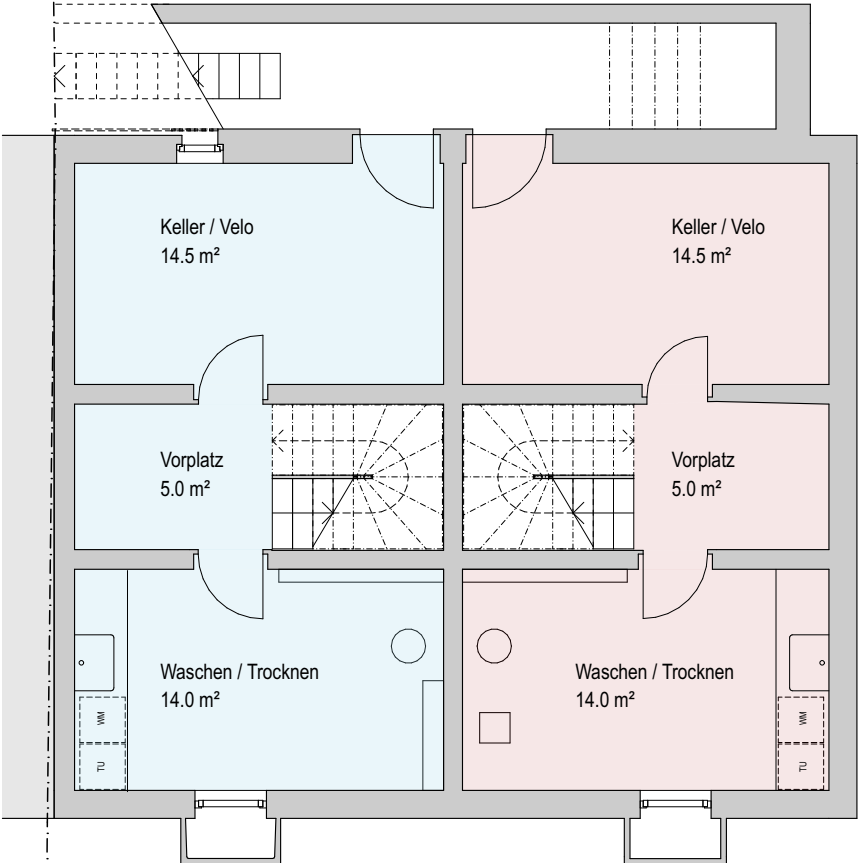 Keller / Velo
14.5 m²
Keller / Velo
14.5 m²
Vorplatz
5.0 m²
Vorplatz
5.0 m²
Waschen / Trocknen
14.0 m²
Waschen / Trocknen
14.0 m²
WM
TU
WM
TU